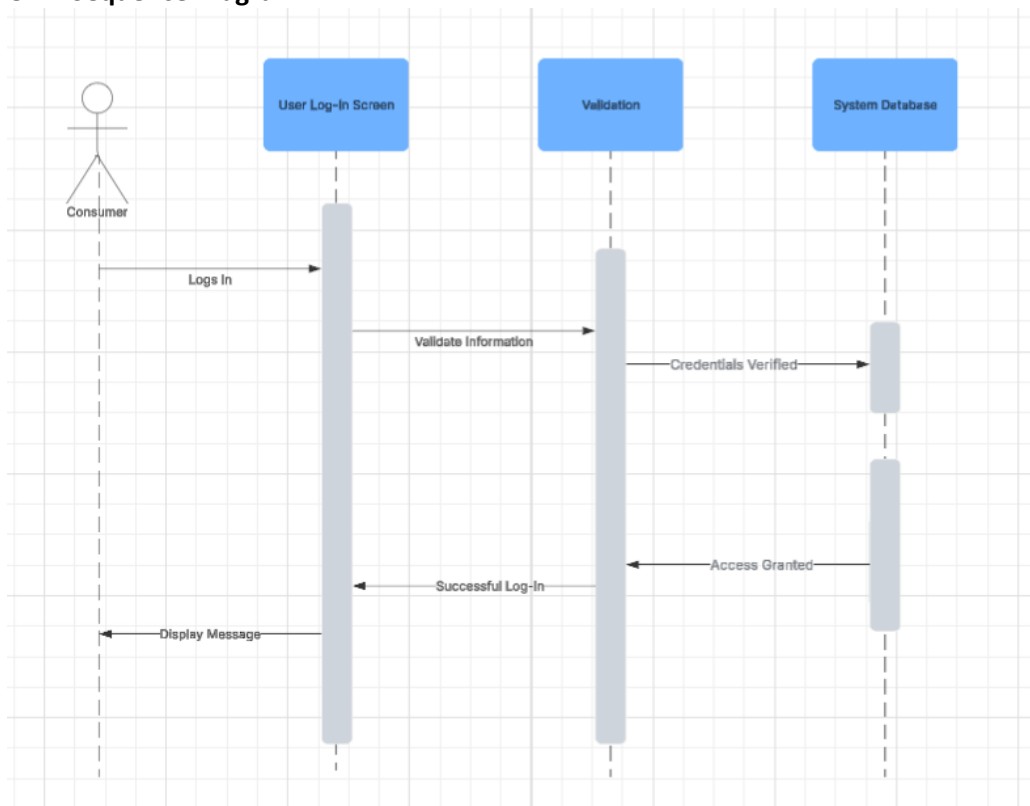 User Log-In Screen
Validation
System Database
Consumer
Logs In
Validate Information
Credentials Verified
Access Granted
Successful Log-In
Display Message